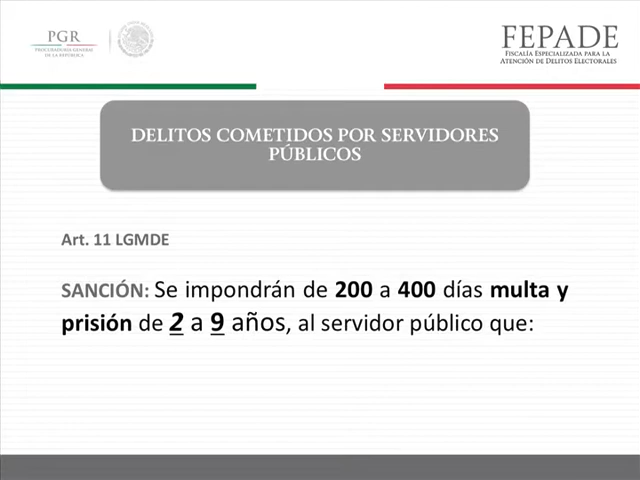 PGR
PROCURADURÍA GENERAL
DE LA REPÚBLICA
FEPADE
FISCALÍA ESPECIALIZADA PARA LA
ATENCIÓN DE DELITOS ELECTORALES
DELITOS COMETIDOS POR SERVIDORES
PÚBLICOS
Art. 11 LGMDE
SANCIÓN: Se impondrán de 200 a 400 días multa y
prisión de 2 a 9 años, al servidor público que: